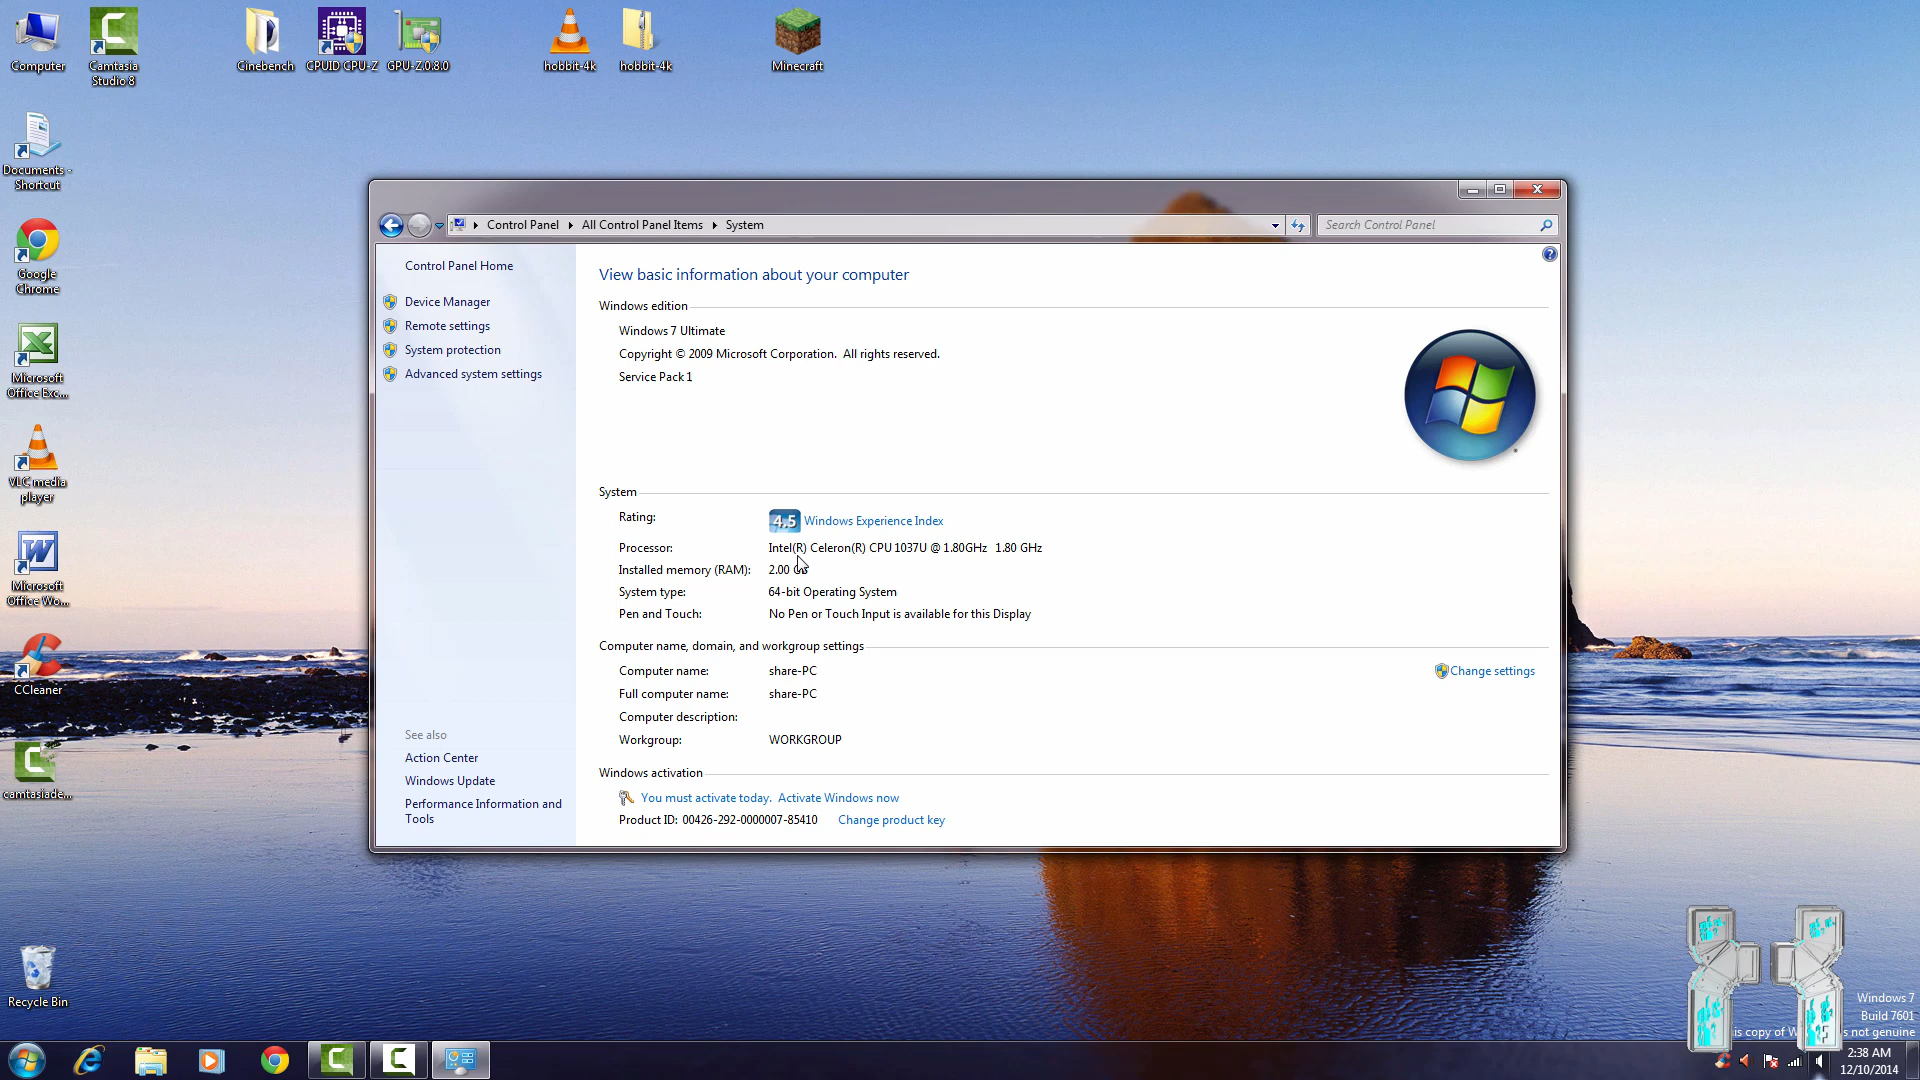 Computer
Camtasia
Studio 8
Cinebench
CPUID CPU-Z
GPU-Z.0.8.0
hobbit-4k
hobbit-4k
Minecraft
Documents -
Shortcut
Google
Chrome
Microsoft
Office Exc...
VLC media
player
Microsoft
Office Wo...
CCleaner
camtasiade...
Recycle Bin
Control Panel
All Control Panel Items
System
Search Control Panel
Control Panel Home
Device Manager
Remote settings
System protection
Advanced system settings
See also
Action Center
Windows Update
Performance Information and
Tools
View basic information about your computer
Windows edition
Windows 7 Ultimate
Copyright © 2009 Microsoft Corporation. All rights reserved.
Service Pack 1
System
Rating: 4.5 Windows Experience Index
Processor: Intel(R) Celeron(R) CPU 1037U @ 1.80GHz 1.80 GHz
Installed memory (RAM): 2.00
System type: 64-bit Operating System
Pen and Touch: No Pen or Touch Input is available for this Display
Computer name, domain, and workgroup settings
Computer name: share-PC
Change settings
Full computer name: share-PC
Computer description:
Workgroup: WORKGROUP
Windows activation
You must activate today. Activate Windows now
Product ID: 00426-292-0000007-85410 Change product key
Windows 7
Build 7601
copy of not genuine
2:38 AM
12/10/2014